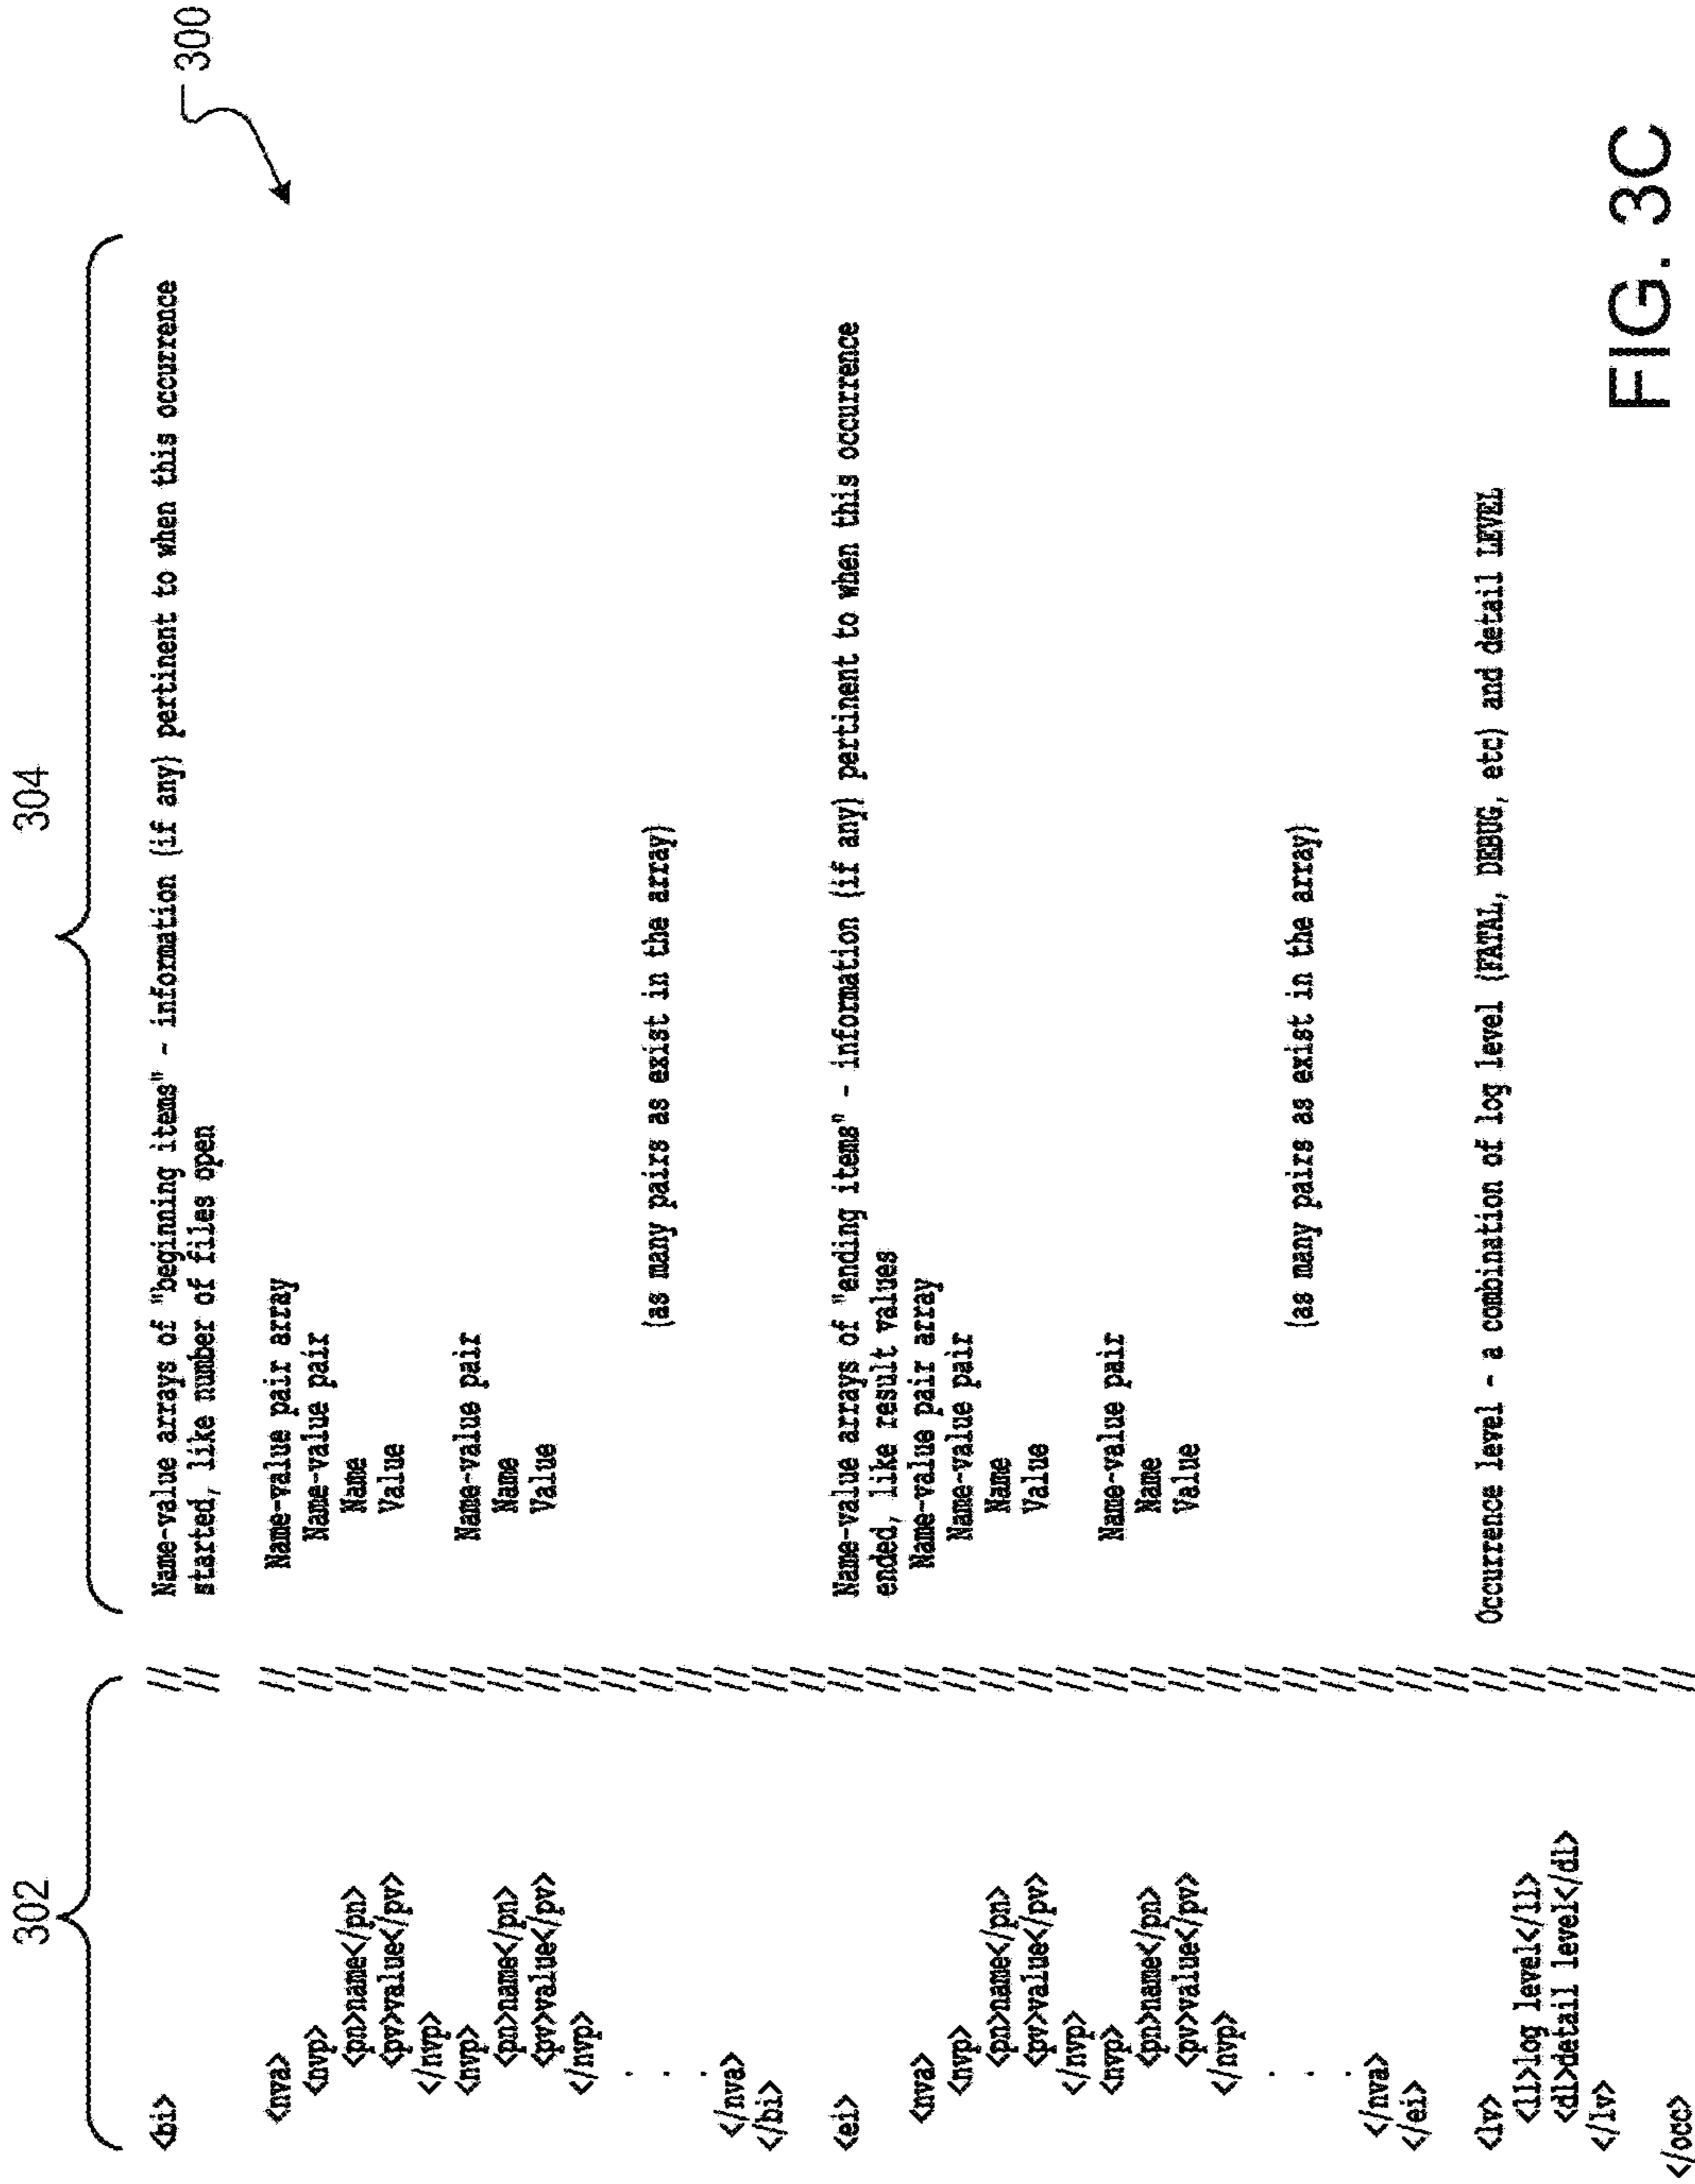 302 304
<bi> // Name-value arrays of "beginning items" - information (if any) pertinent to when this occurrence
// started, like number of files open
300
<nva> // Name-value pair array
<nvp> // Name-value pair
<pn>name</pn> // Name
<pv>value</pv> // Value
</nvp> //
<nvp> // Name-value pair
<pn>name</pn> // Name
<pv>value</pv> // Value
</nvp> //
. //
. // (as many pairs as exist in the array)
. //
</nva> //
</bi> //
//
<ei> // Name-value arrays of "ending items" - information (if any) pertinent to when this occurrence
// ended, like result values
<nva> // Name-value pair array
<nvp> // Name-value pair
<pn>name</pn> // Name
<pv>value</pv> // Value
</nvp> //
<nvp> // Name-value pair
<pn>name</pn> // Name
<pv>value</pv> // Value
</nvp> //
. //
. // (as many pairs as exist in the array)
. //
</nva> //
</ei> //
//
<lv> // Occurrence level - a combination of log level (FATAL, DEBUG, etc) and detail LEVEL
<ll>log level</ll> //
<dl>detail level</dl> //
</lv> //
//
</occ> //
FIG. 3C